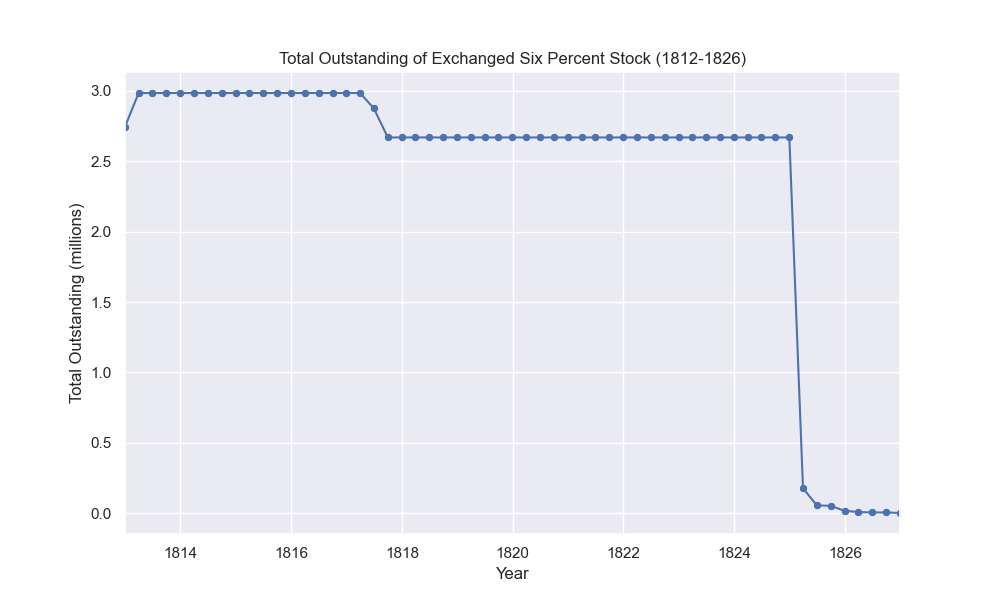 Total Outstanding of Exchanged Six Percent Stock (1812-1826)
Total Outstanding (millions)
3.0
2.5
2.0
1.5
1.0
0.5
0.0
1814 1816 1818 1820 1822 1824 1826
Year